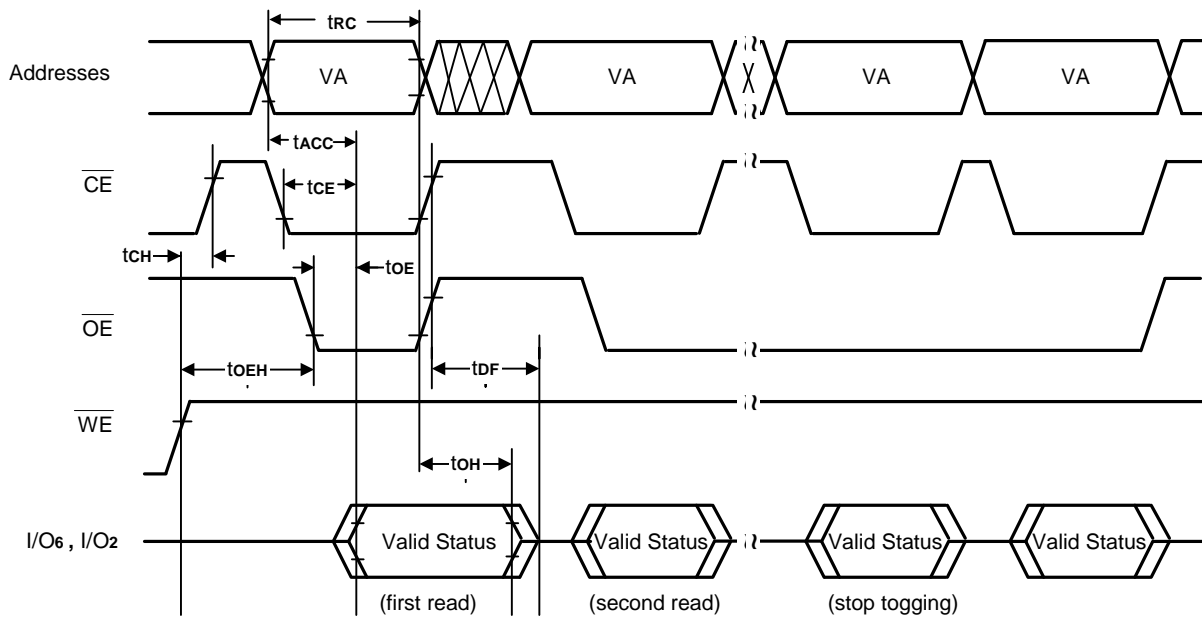 tRC
Addresses
VA
VA
VA
VA
tACC
CE
tCE
tCH
tOE
OE
tOEH
tDF
WE
tOH
I/O6 , I/O2
Valid Status
Valid Status
Valid Status
Valid Status
(first read)
(second read)
(stop togging)